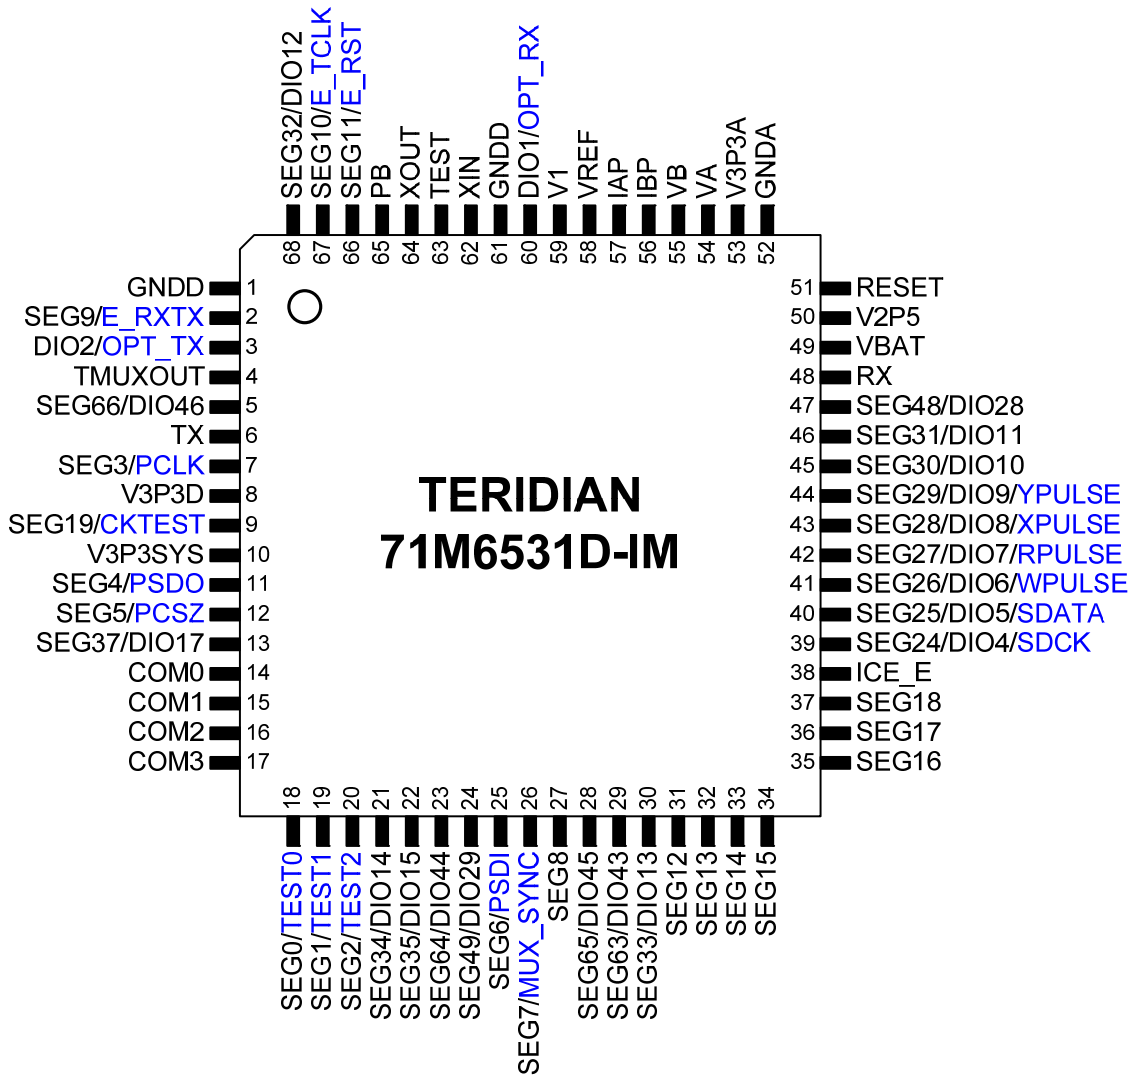 SEG32/DIO12
SEG10/E_TCLK
SEG11/E_RST
PB
XOUT
TEST
XIN
GNDD
DIO1/OPT_RX
V1
VREF
IAP
IBP
VB
VA
V3P3A
GNDA
68
67
66
65
64
63
62
61
60
59
58
57
56
55
54
53
52
GNDD 1
SEG9/E_RXTX 2
DIO2/OPT_TX 3
TMUXOUT 4
SEG66/DIO46 5
TX 6
SEG3/PCLK 7
V3P3D 8
SEG19/CKTEST 9
V3P3SYS 10
SEG4/PSDO 11
SEG5/PCSZ 12
SEG37/DIO17 13
COM0 14
COM1 15
COM2 16
COM3 17
TERIDIAN
71M6531D-IM
51 RESET
50 V2P5
49 VBAT
48 RX
47 SEG48/DIO28
46 SEG31/DIO11
45 SEG30/DIO10
44 SEG29/DIO9/YPULSE
43 SEG28/DIO8/XPULSE
42 SEG27/DIO7/RPULSE
41 SEG26/DIO6/WPULSE
40 SEG25/DIO5/SDATA
39 SEG24/DIO4/SDCK
38 ICE_E
37 SEG18
36 SEG17
35 SEG16
18
19
20
21
22
23
24
25
26
27
28
29
30
31
32
33
34
SEG0/TEST0
SEG1/TEST1
SEG2/TEST2
SEG34/DIO14
SEG35/DIO15
SEG64/DIO44
SEG49/DIO29
SEG6/PSDI
SEG7/MUX_SYNC
SEG8
SEG65/DIO45
SEG63/DIO43
SEG33/DIO13
SEG12
SEG13
SEG14
SEG15